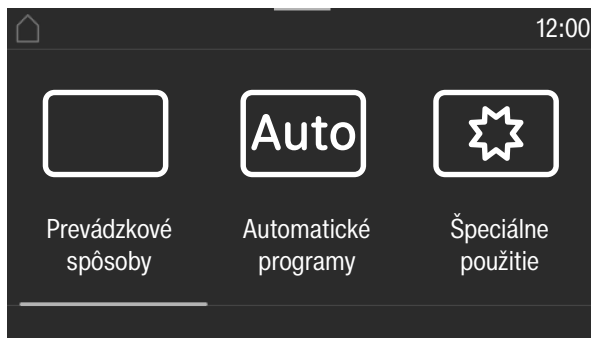 12:00
Auto
Prevádzkové
spôsoby
Automatické
programy
Špeciálne
použitie